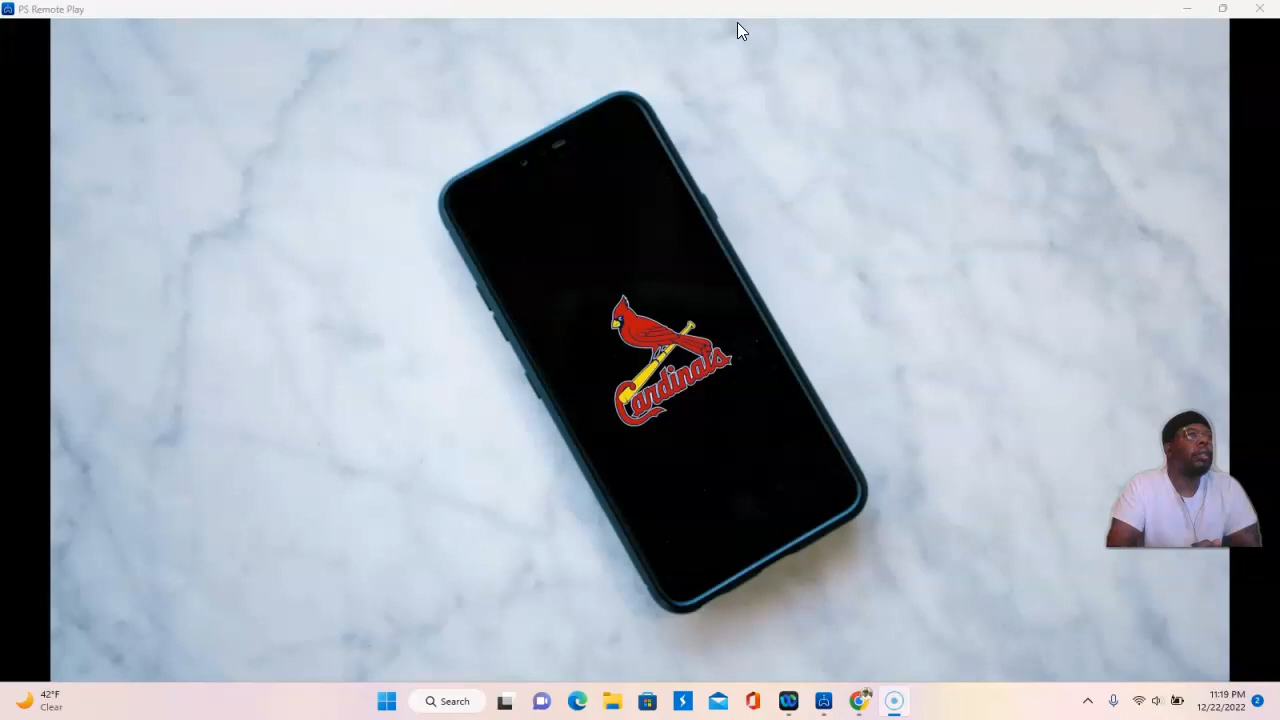 PS Remote Play
Cardinals
42°F
Clear
Search
11:19 PM
12/22/2022
2